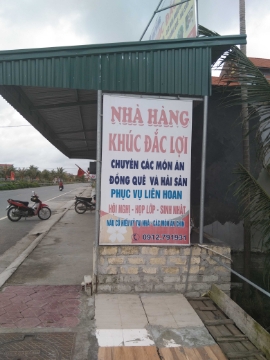 NHÀ HÀNG
KHÚC ĐẮC LỢI
CHUYÊN CÁC MÓN ĂN
ĐỒNG QUÊ VÀ HẢI SẢN
PHỤC VỤ LIÊN HOAN
HỘI NGHỊ - HỌP LỚP - SINH NHẬT
0912.791931